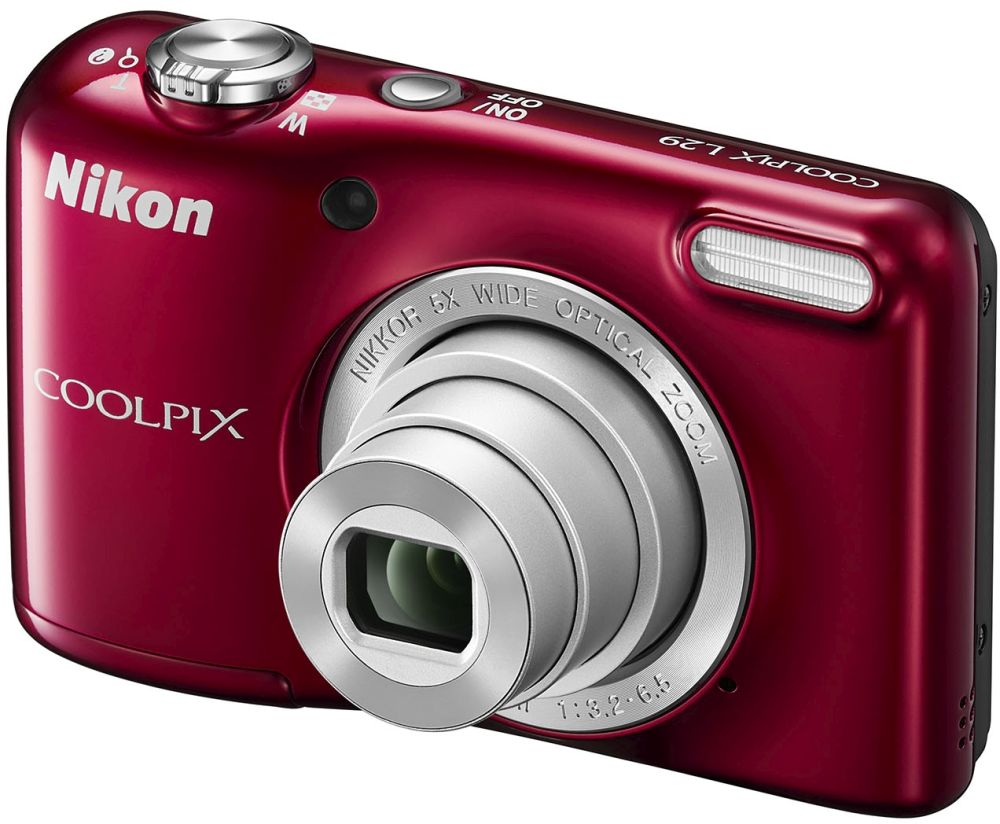 T
W
ON/
OFF
COOLPIX L29
Nikon
NIKKOR 5X WIDE OPTICAL ZOOM
COOLPIX
1:3.2-6.5